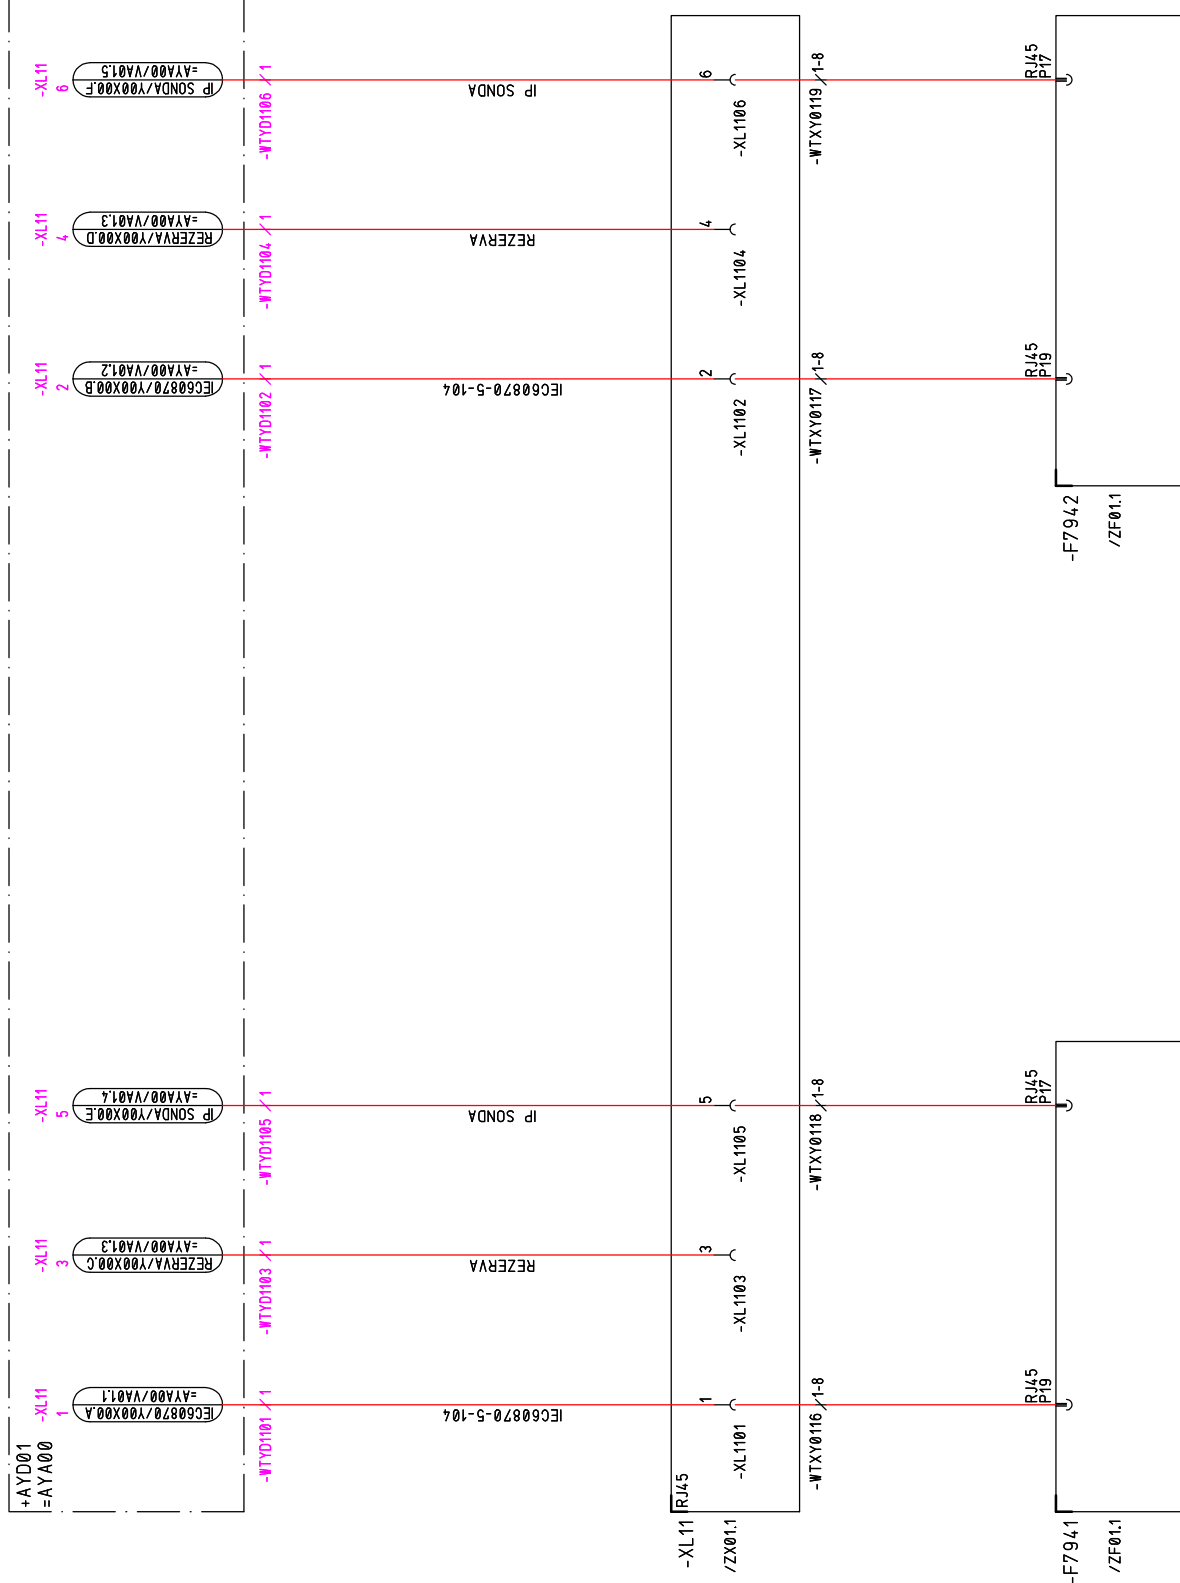 +AYD01
=AYA00
-XL11
1
IEC60870/Y00X00.A
=AYA00/VA01.1
-WTYD1101
1
IEC60870-5-104
-XL11
3
REZERVA/Y00X00.C
=AYA00/VA01.3
-WTYD1103
1
REZERVA
-XL11
5
IP SONDA/Y00X00.E
=AYA00/VA01.4
-WTYD1105
1
IP SONDA
-XL11
2
IEC60870/Y00X00.B
=AYA00/VA01.2
-WTYD1102
1
IEC60870-5-104
-XL11
4
REZERVA/Y00X00.D
=AYA00/VA01.3
-WTYD1104
1
REZERVA
-XL11
6
IP SONDA/Y00X00.F
=AYA00/VA01.5
-WTYD1106
1
IP SONDA
-XL11
/ZX01.1
RJ45
1
-XL1101
3
-XL1103
5
-XL1105
2
-XL1102
4
-XL1104
6
-XL1106
-WTXY0116
1-8
-WTXY0118
1-8
-WTXY0117
1-8
-WTXY0119
1-8
-F7941
/ZF01.1
RJ45
P19
RJ45
P17
-F7942
/ZF01.1
RJ45
P19
RJ45
P17